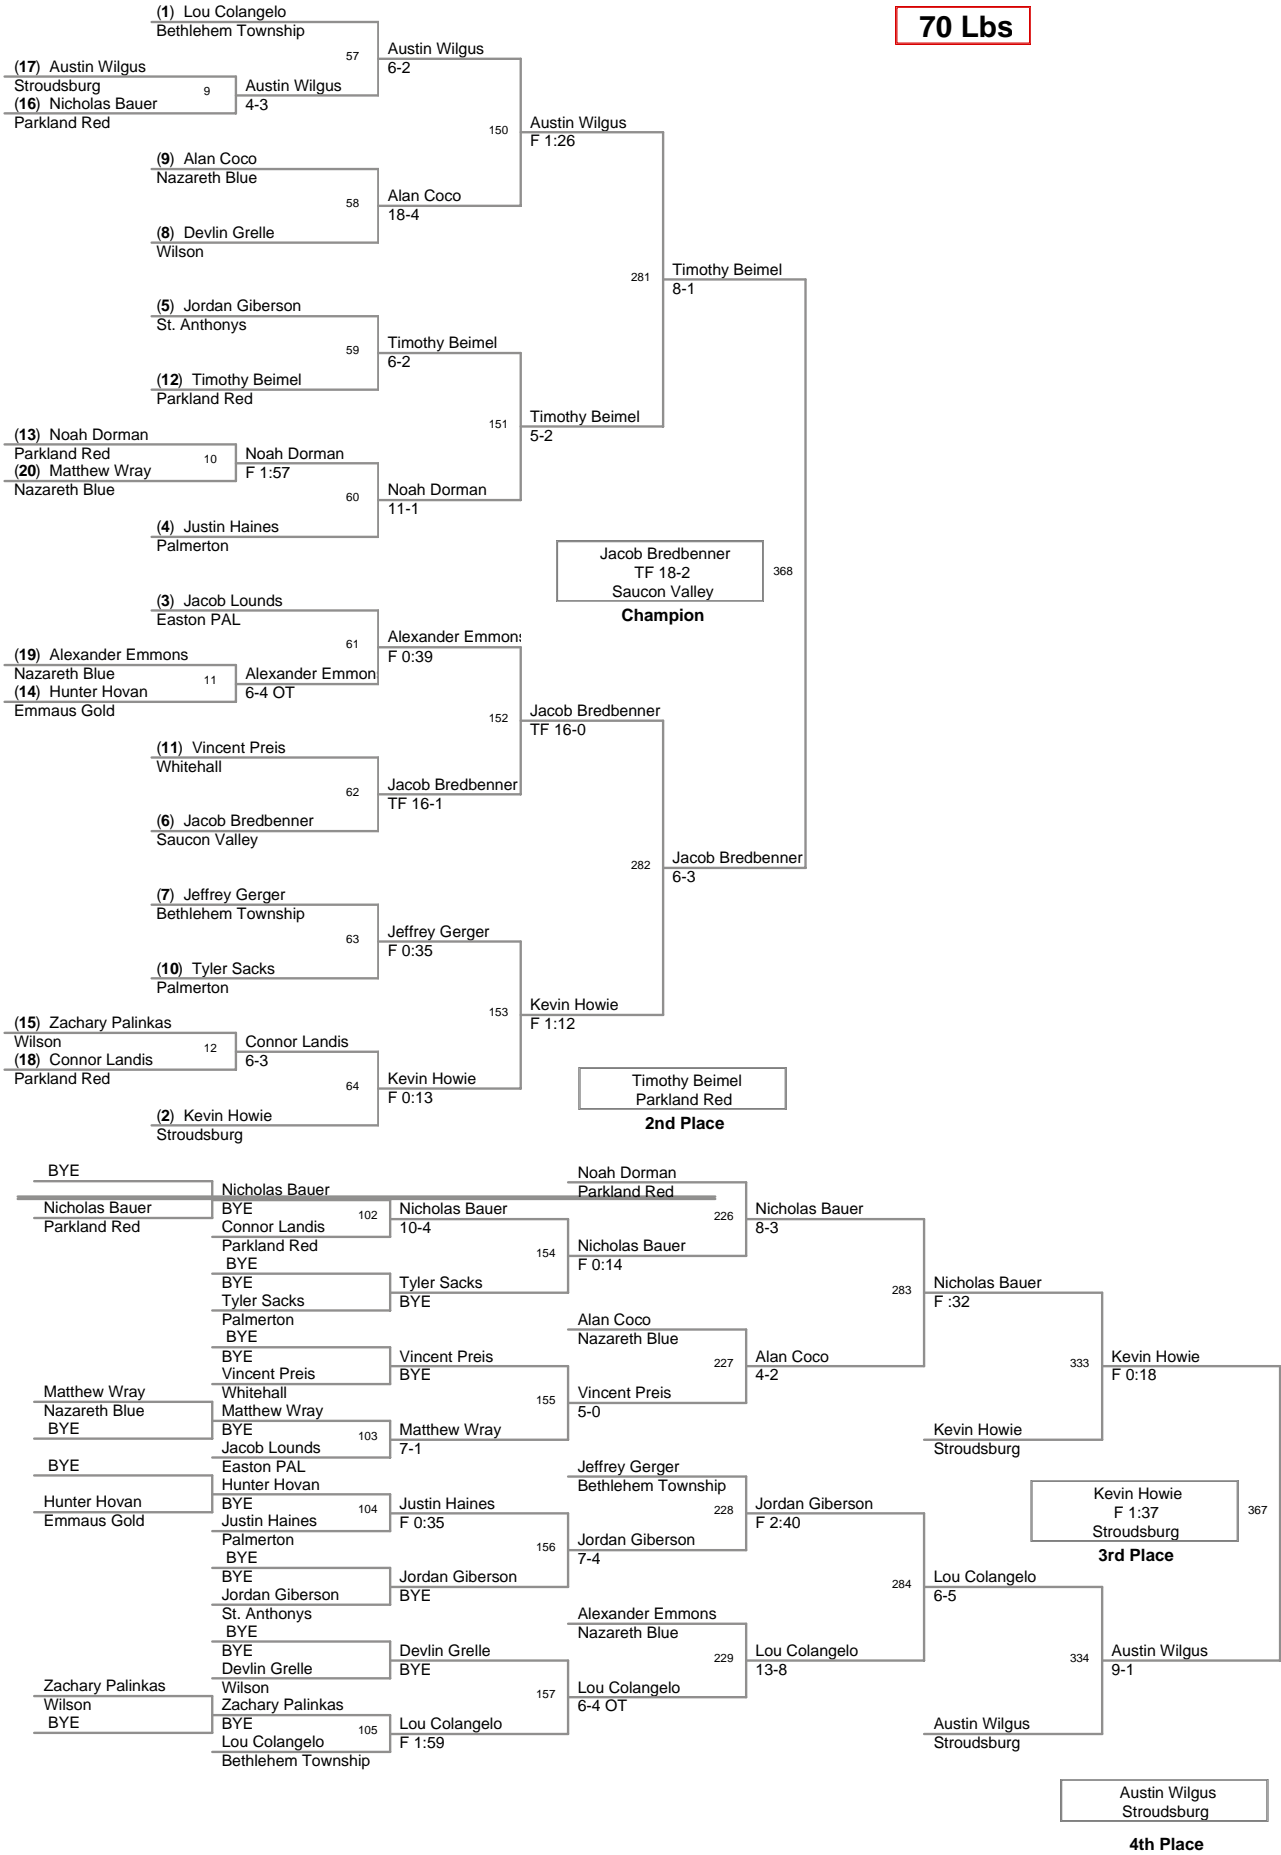 70 Lbs
(1) Lou Colangelo
Bethlehem Township
57
Austin Wilgus
6-2
(17) Austin Wilgus
Stroudsburg
9
Austin Wilgus
4-3
(16) Nicholas Bauer
Parkland Red
150
Austin Wilgus
F 1:26
(9) Alan Coco
Nazareth Blue
58
Alan Coco
18-4
(8) Devlin Grelle
Wilson
281
Timothy Beimel
8-1
(5) Jordan Giberson
St. Anthonys
59
Timothy Beimel
6-2
(12) Timothy Beimel
Parkland Red
151
Timothy Beimel
5-2
(13) Noah Dorman
Parkland Red
10
Noah Dorman
F 1:57
(20) Matthew Wray
Nazareth Blue
60
Noah Dorman
11-1
(4) Justin Haines
Palmerton
Jacob Bredbenner
TF 18-2
Saucon Valley
368
Champion
(3) Jacob Lounds
Easton PAL
61
Alexander Emmons
F 0:39
(19) Alexander Emmons
Nazareth Blue
11
Alexander Emmon
6-4 OT
(14) Hunter Hovan
Emmaus Gold
152
Jacob Bredbenner
TF 16-0
(11) Vincent Preis
Whitehall
62
Jacob Bredbenner
TF 16-1
(6) Jacob Bredbenner
Saucon Valley
282
Jacob Bredbenner
6-3
(7) Jeffrey Gerger
Bethlehem Township
63
Jeffrey Gerger
F 0:35
(10) Tyler Sacks
Palmerton
153
Kevin Howie
F 1:12
(15) Zachary Palinkas
Wilson
12
Connor Landis
6-3
(18) Connor Landis
Parkland Red
64
Kevin Howie
F 0:13
(2) Kevin Howie
Stroudsburg
Timothy Beimel
Parkland Red
2nd Place
BYE
Nicholas Bauer
Nicholas Bauer
Parkland Red
BYE
102
Connor Landis
Parkland Red
Nicholas Bauer
10-4
BYE
BYE
Tyler Sacks
Palmerton
Tyler Sacks
BYE
154
Nicholas Bauer
F 0:14
Noah Dorman
Parkland Red
226
Nicholas Bauer
8-3
BYE
BYE
Vincent Preis
Whitehall
Vincent Preis
BYE
Matthew Wray
Nazareth Blue
BYE
Matthew Wray
BYE
103
Jacob Lounds
Easton PAL
Matthew Wray
7-1
155
Vincent Preis
5-0
Alan Coco
Nazareth Blue
227
Alan Coco
4-2
283
Nicholas Bauer
F :32
333
Kevin Howie
F 0:18
Kevin Howie
Stroudsburg
BYE
Hunter Hovan
Hunter Hovan
Emmaus Gold
BYE
104
Justin Haines
Palmerton
Justin Haines
F 0:35
BYE
BYE
Jordan Giberson
St. Anthonys
Jordan Giberson
BYE
156
Jordan Giberson
7-4
Jeffrey Gerger
Bethlehem Township
228
Jordan Giberson
F 2:40
Kevin Howie
F 1:37
Stroudsburg
367
3rd Place
BYE
BYE
Devlin Grelle
Wilson
Devlin Grelle
BYE
Zachary Palinkas
Wilson
BYE
Zachary Palinkas
BYE
105
Lou Colangelo
Bethlehem Township
Lou Colangelo
F 1:59
157
Lou Colangelo
6-4 OT
Alexander Emmons
Nazareth Blue
229
Lou Colangelo
13-8
284
Lou Colangelo
6-5
334
Austin Wilgus
9-1
Austin Wilgus
Stroudsburg
Austin Wilgus
Stroudsburg
4th Place